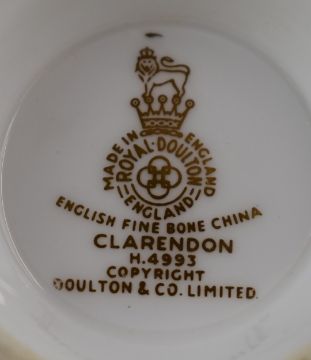 MADE IN ENGLAND
ROYAL·DOULTON
ENGLAND
ENGLISH FINE BONE CHINA
CLARENDON
H.4993
COPYRIGHT
DOULTON & CO. LIMITED.